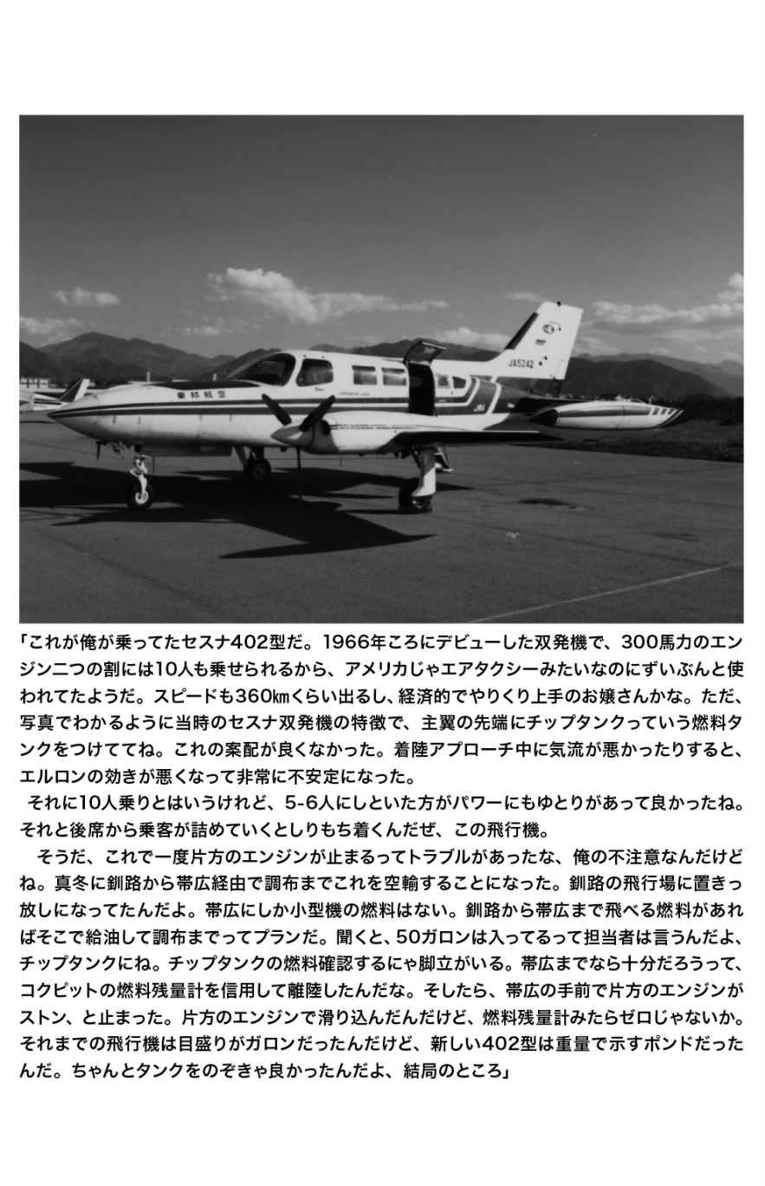 東邦航空
JA5242
「これが俺が乗ってたセスナ402型だ。1966年ころにデビューした双発機で、300馬力のエン
ジン二つの割には10人も乗せられるから、アメリカじゃエアタクシーみたいなのにずいぶんと使
われてたようだ。スピードも360㎞くらい出るし、経済的でやりくり上手のお嬢さんかな。ただ、
写真でわかるように当時のセスナ双発機の特徴で、主翼の先端にチップタンクっていう燃料タ
ンクをつけててね。これの案配が良くなかった。着陸アプローチ中に気流が悪かったりすると、
エルロンの効きが悪くなって非常に不安定になった。
それに10人乗りとはいうけれど、5-6人にしといた方がパワーにもゆとりがあって良かったね。
それと後席から乗客が詰めていくとしりもち着くんだぜ、この飛行機。
そうだ、これで一度片方のエンジンが止まるってトラブルがあったな、俺の不注意なんだけど
ね。真冬に釧路から帯広経由で調布までこれを空輸することになった。釧路の飛行場に置きっ
放しになってたんだよ。帯広にしか小型機の燃料はない。釧路から帯広まで飛べる燃料があれ
ばそこで給油して調布までってプランだ。聞くと、50ガロンは入ってるって担当者は言うんだよ、
チップタンクにね。チップタンクの燃料確認するにゃ脚立がいる。帯広までなら十分だろうって、
コクピットの燃料残量計を信用して離陸したんだな。そしたら、帯広の手前で片方のエンジンが
ストン、と止まった。片方のエンジンで滑り込んだんだけど、燃料残量計みたらゼロじゃないか。
それまでの飛行機は目盛りがガロンだったんだけど、新しい402型は重量で示すポンドだった
んだ。ちゃんとタンクをのぞきゃ良かったんだよ、結局のところ」